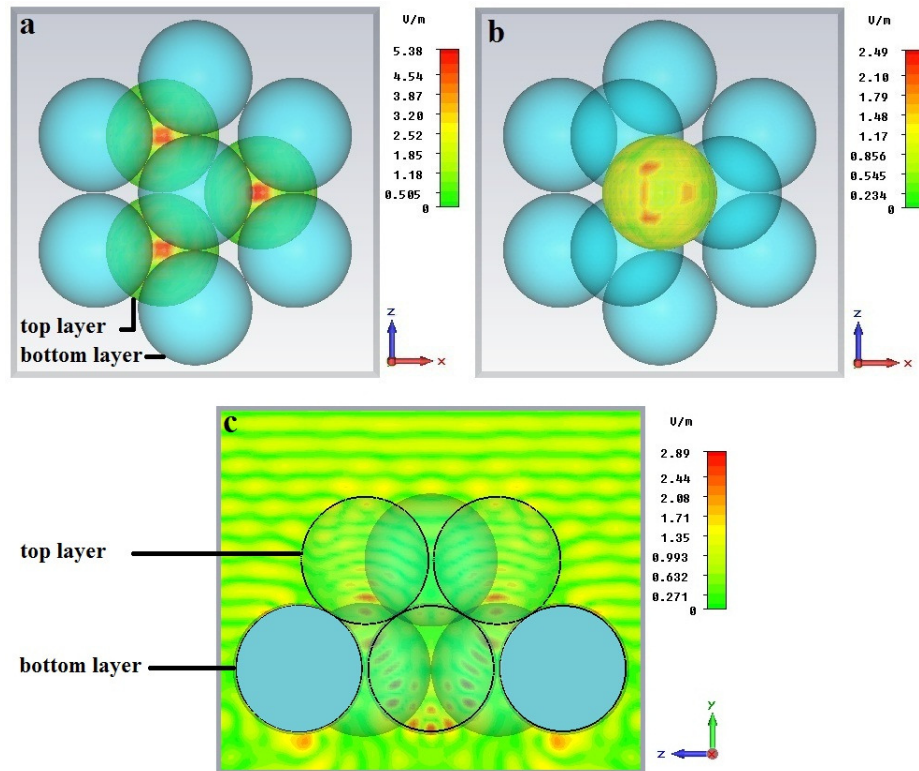 a
V/m
5.38
4.54
3.87
3.20
2.52
1.85
1.18
0.505
0
top layer
bottom layer
z
x
b
V/m
2.49
2.10
1.79
1.48
1.17
0.856
0.545
0.234
0
z
x
c
V/m
2.89
2.44
2.08
1.71
1.35
0.993
0.632
0.271
0
top layer
bottom layer
y
z
x